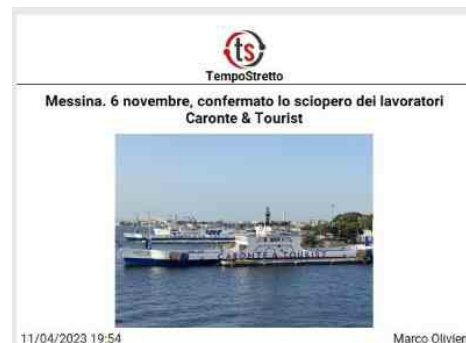 ts
TempoStretto
Messina. 6 novembre, confermato lo sciopero dei lavoratori
Caronte & Tourist
CARONTE & TOURIST
11/04/2023 19:54
Marco Olivieri